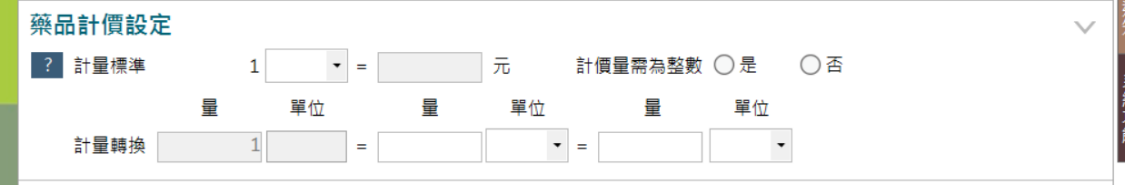 藥品計價設定
? 計量標準 1 = 元 計價量需為整數 是 否
量 單位 量 單位 量 單位
計量轉換 1 = =